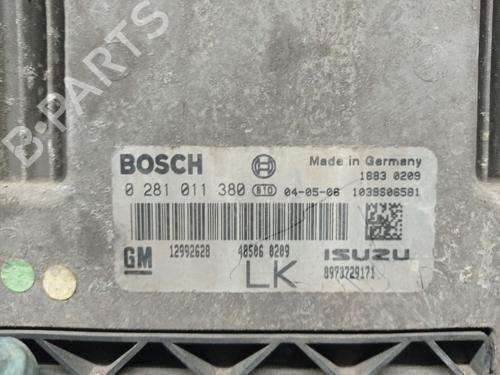 B-PARTS
BOSCH Made in Germany
1883 0209
0 281 011 380 810 04-05-06 1039S06581
GM 12992628 40506 0209 ISUZU
LK 8973729171